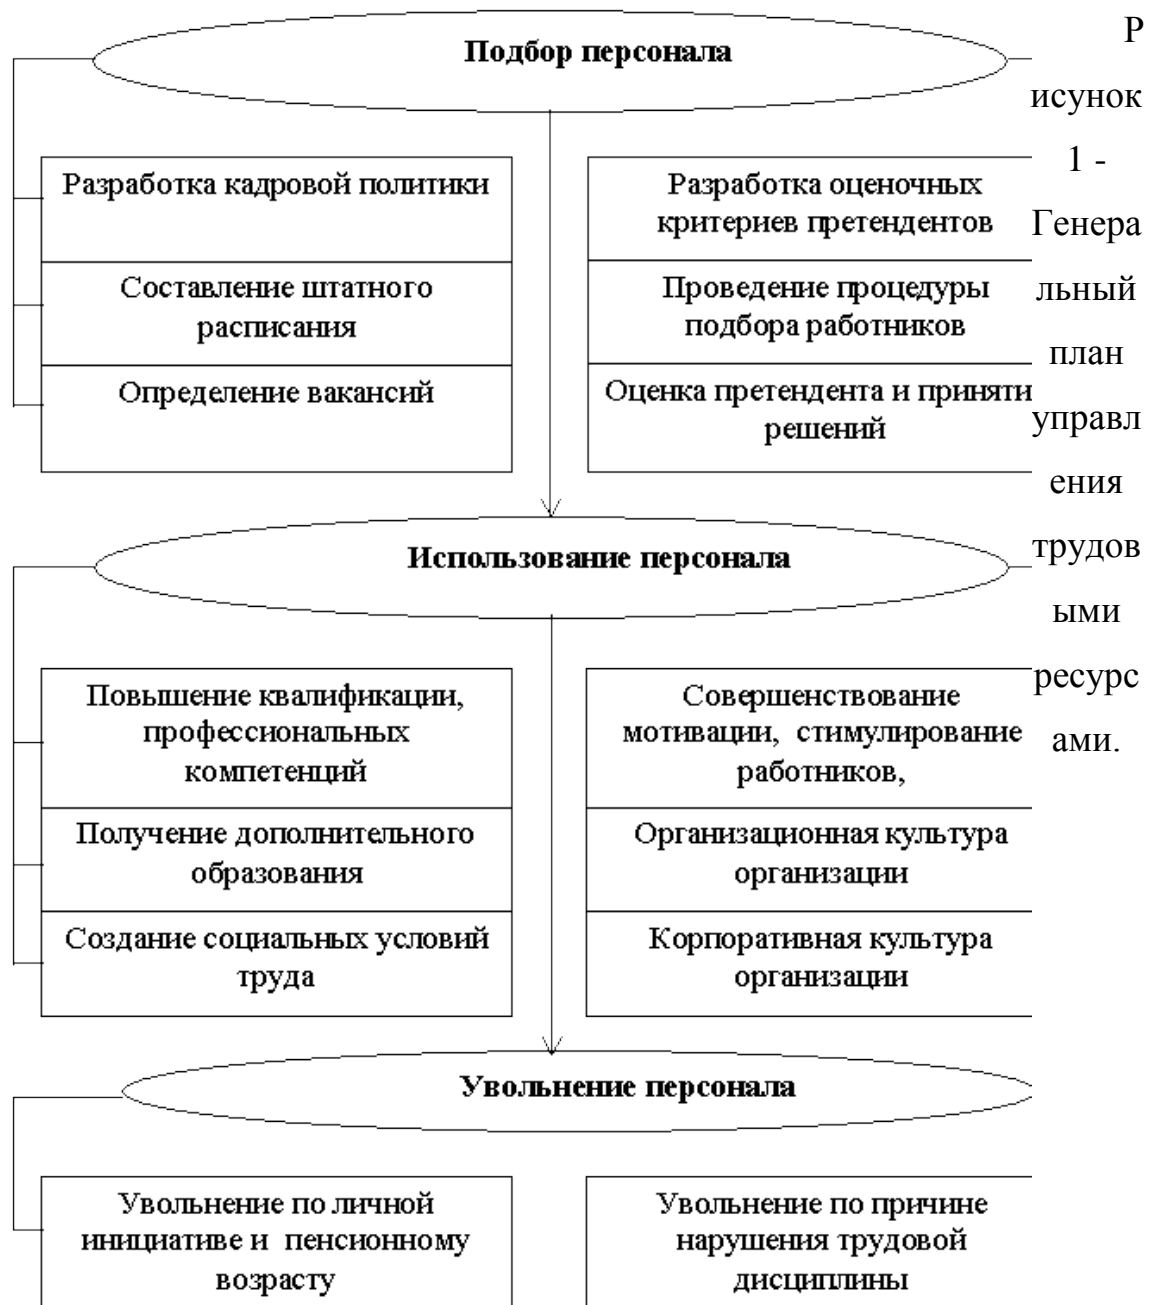 Подбор персонала
Разработка кадровой политики
Составление штатного
расписания
Определение вакансий
Разработка оценочных
критериев претендентов
Проведение процедуры
подбора работников
Оценка претендента и приняти
решений
Использование персонала
Повышение квалификации,
профессиональных
компетенций
Получение дополнительного
образования
Создание социальных условий
труда
Совершенствование
мотивации, стимулирование
работников,
Организационная культура
организации
Корпоративная культура
организации
Увольнение персонала
Увольнение по личной
инициативе и пенсионному
возрасту
Увольнение по причине
нарушения трудовой
дисциплины
Р
исунок
1 -
Генера
льный
план
управл
ения
трудов
ыми
ресурс
ами.